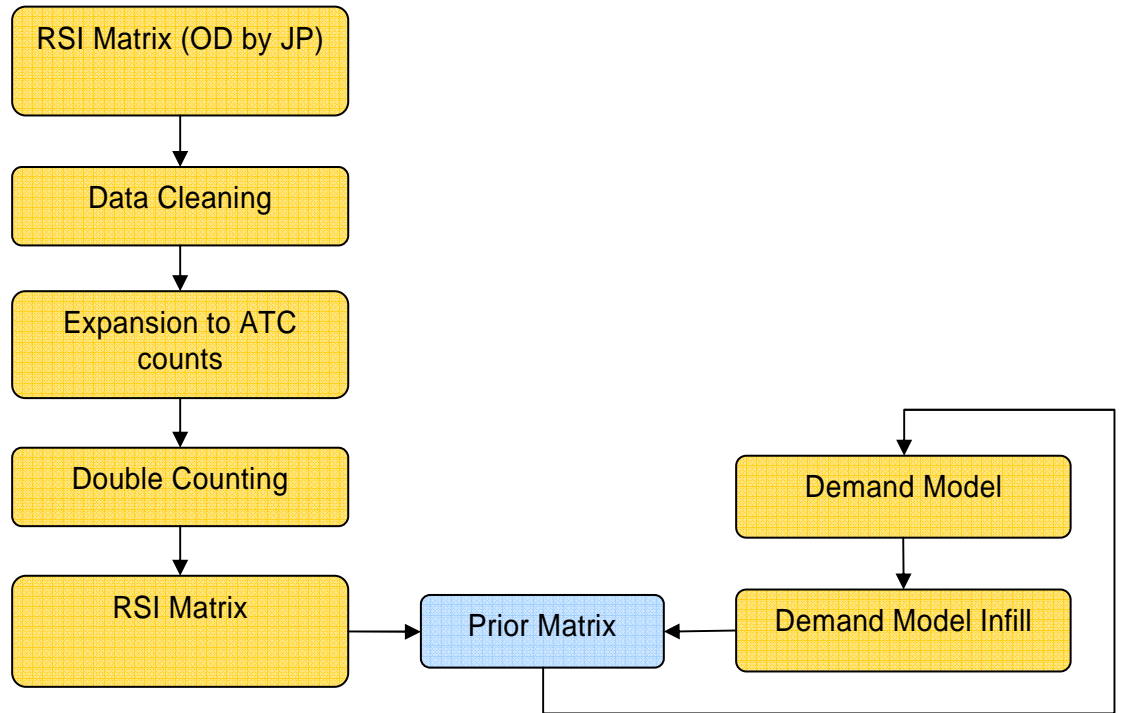 RSI Matrix (OD by JP)
Data Cleaning
Expansion to ATC
counts
Double Counting
RSI Matrix
Prior Matrix
Demand Model
Demand Model Infill